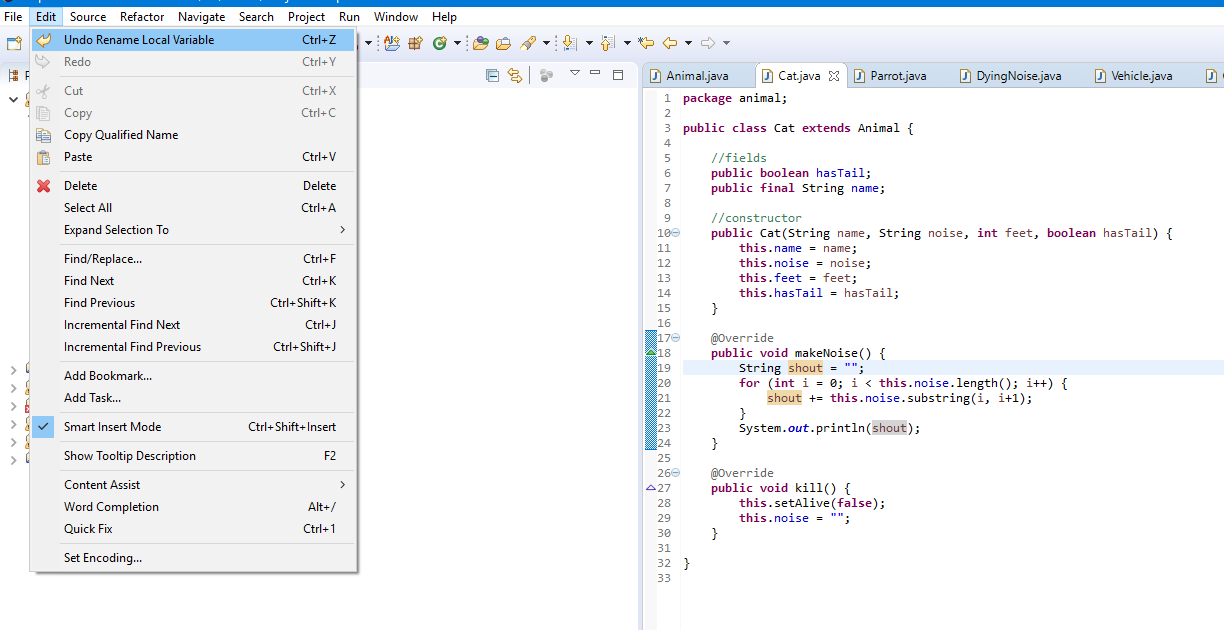 File Edit Source Refactor Navigate Search Project Run Window Help
Undo Rename Local Variable Ctrl+Z
Redo Ctrl+Y
Cut Ctrl+X
Copy Ctrl+C
Copy Qualified Name
Paste Ctrl+V
Delete Delete
Select All Ctrl+A
Expand Selection To
Find/Replace... Ctrl+F
Find Next Ctrl+K
Find Previous Ctrl+Shift+K
Incremental Find Next Ctrl+J
Incremental Find Previous Ctrl+Shift+J
Add Bookmark...
Add Task...
Smart Insert Mode Ctrl+Shift+Insert
Show Tooltip Description F2
Content Assist
Word Completion Alt+/
Quick Fix Ctrl+1
Set Encoding...
Animal.java Cat.java Parrot.java DyingNoise.java Vehicle.java
1 package animal;
2
3 public class Cat extends Animal {
4
5 //fields
6 public boolean hasTail;
7 public final String name;
8
9 //constructor
10 public Cat(String name, String noise, int feet, boolean hasTail) {
11 this.name = name;
12 this.noise = noise;
13 this.feet = feet;
14 this.hasTail = hasTail;
15 }
16
17 @Override
18 public void makeNoise() {
19 String shout = "";
20 for (int i = 0; i < this.noise.length(); i++) {
21 shout += this.noise.substring(i, i+1);
22 }
23 System.out.println(shout);
24 }
25
26 @Override
27 public void kill() {
28 this.setAlive(false);
29 this.noise = "";
30 }
31
32 }
33